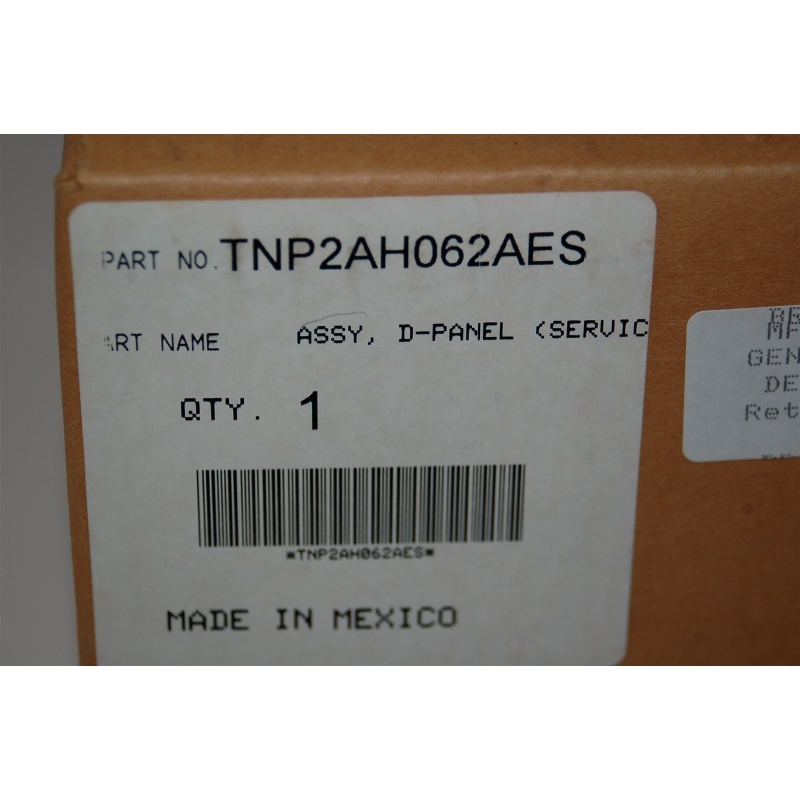 PART NO. TNP2AH062AES
ART NAME ASSY, D-PANEL (SERVIC
QTY. 1
*TNP2AH062AES*
MADE IN MEXICO
GEN
DE
Ret